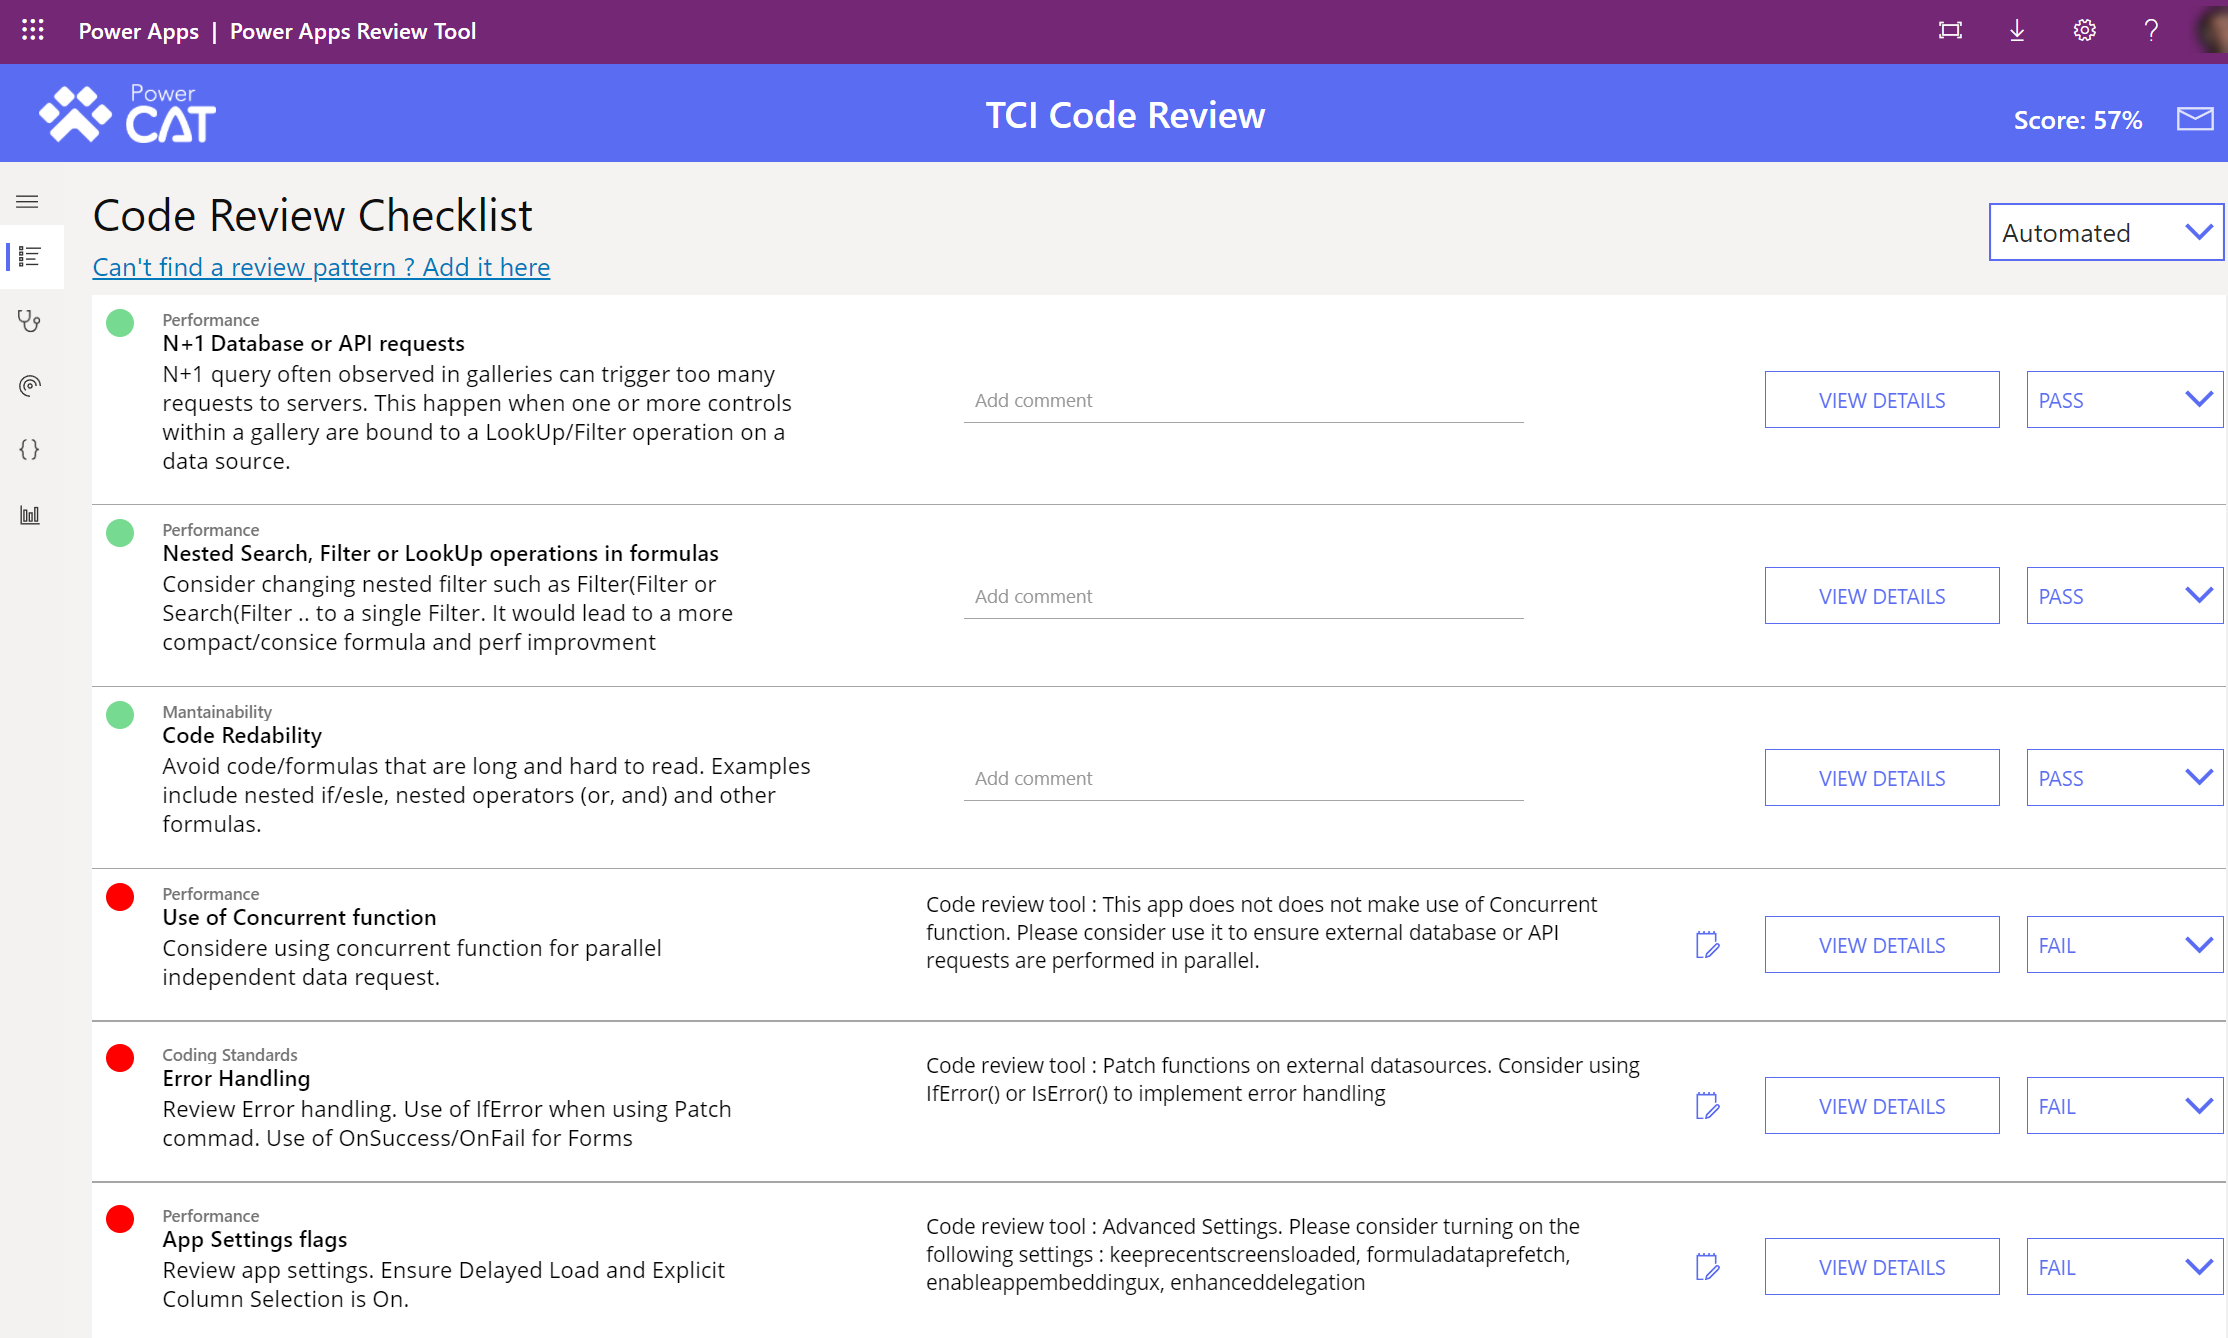 Power Apps | Power Apps Review Tool
Power
CAT
TCI Code Review
Score: 57%
Code Review Checklist
Automated
Can't find a review pattern ? Add it here
Performance
N+1 Database or API requests
N+1 query often observed in galleries can trigger too many
requests to servers. This happen when one or more controls
within a gallery are bound to a LookUp/Filter operation on a
data source.
Add comment
VIEW DETAILS
PASS
Performance
Nested Search, Filter or LookUp operations in formulas
Consider changing nested filter such as Filter(Filter or
Search(Filter .. to a single Filter. It would lead to a more
compact/consice formula and perf improvment
Add comment
VIEW DETAILS
PASS
Mantainability
Code Redability
Avoid code/formulas that are long and hard to read. Examples
include nested if/esle, nested operators (or, and) and other
formulas.
Add comment
VIEW DETAILS
PASS
Performance
Use of Concurrent function
Considere using concurrent function for parallel
independent data request.
Code review tool : This app does not does not make use of Concurrent
function. Please consider use it to ensure external database or API
requests are performed in parallel.
VIEW DETAILS
FAIL
Coding Standards
Error Handling
Review Error handling. Use of IfError when using Patch
commad. Use of OnSuccess/OnFail for Forms
Code review tool : Patch functions on external datasources. Consider using
IfError() or IsError() to implement error handling
VIEW DETAILS
FAIL
Performance
App Settings flags
Review app settings. Ensure Delayed Load and Explicit
Column Selection is On.
Code review tool : Advanced Settings. Please consider turning on the
following settings : keeprecentscreensloaded, formuladataprefetch,
enableappembeddingux, enhanceddelegation
VIEW DETAILS
FAIL